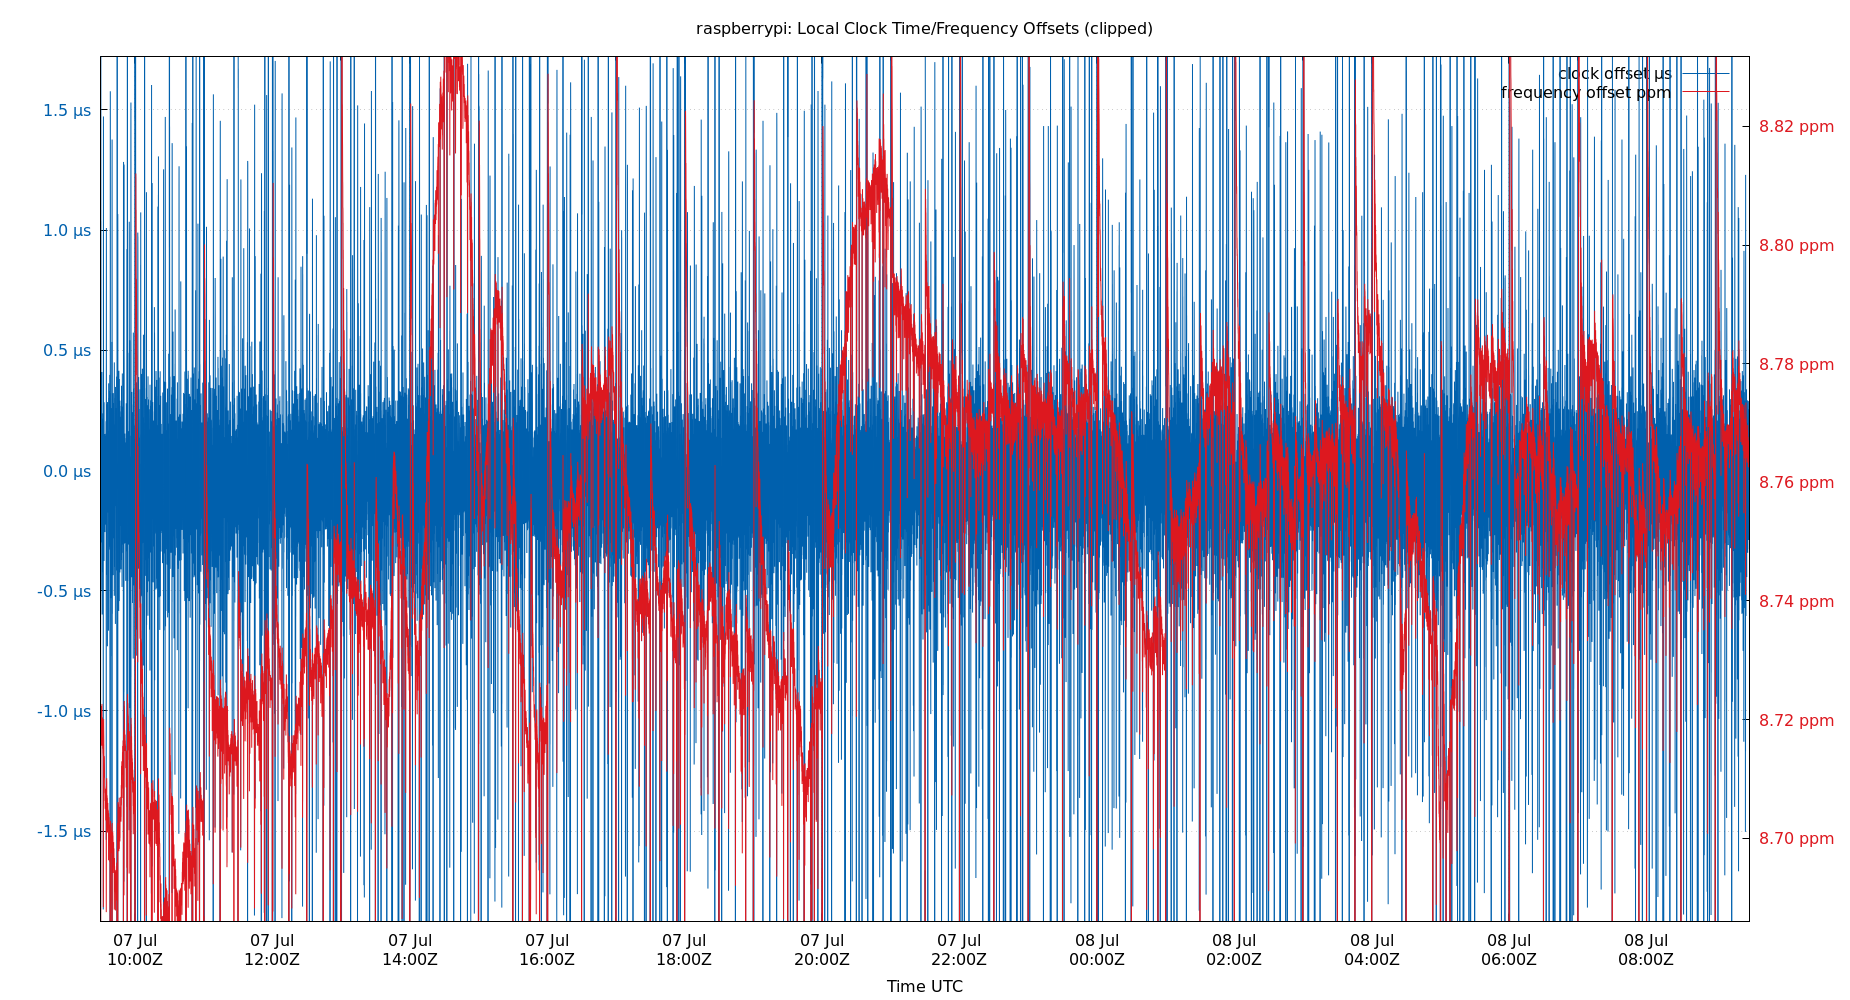 raspberrypi: Local Clock Time/Frequency Offsets (clipped)
clock offset µs
frequency offset ppm
1.5 µs
1.0 µs
0.5 µs
0.0 µs
-0.5 µs
-1.0 µs
-1.5 µs
8.82 ppm
8.80 ppm
8.78 ppm
8.76 ppm
8.74 ppm
8.72 ppm
8.70 ppm
07 Jul 07 Jul 07 Jul 07 Jul 07 Jul 07 Jul 07 Jul 08 Jul 08 Jul 08 Jul 08 Jul 08 Jul
10:00Z 12:00Z 14:00Z 16:00Z 18:00Z 20:00Z 22:00Z 00:00Z 02:00Z 04:00Z 06:00Z 08:00Z
Time UTC